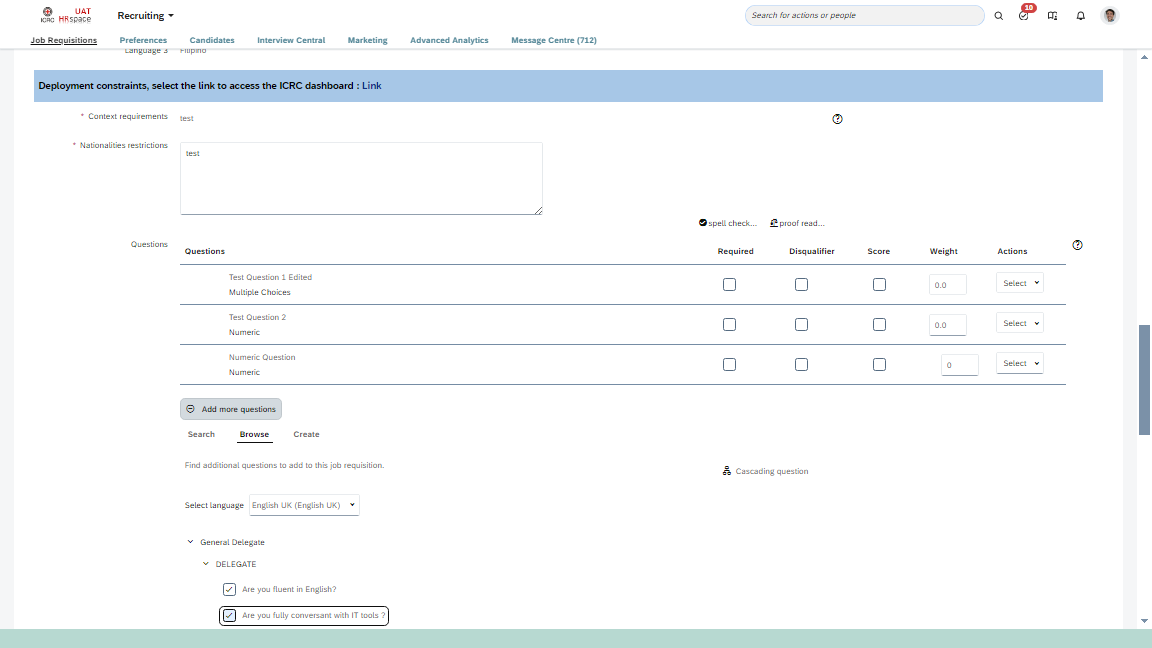 ICRC
UAT
HRspace
Recruiting
Search for actions or people
10
Job Requisitions
Preferences
Candidates
Interview Central
Marketing
Advanced Analytics
Message Centre (712)
Language 3
Filipino
Deployment constraints, select the link to access the ICRC dashboard : Link
* Context requirements
test
* Nationalities restrictions
test
spell check...
proof read...
Questions
Questions
Required
Disqualifier
Score
Weight
Actions
Test Question 1 Edited
Multiple Choices
0.0
Select
Test Question 2
Numeric
0.0
Select
Numeric Question
Numeric
0
Select
Add more questions
Search
Browse
Create
Find additional questions to add to this job requisition.
Cascading question
Select language
English UK (English UK)
General Delegate
DELEGATE
Are you fluent in English?
Are you fully conversant with IT tools ?